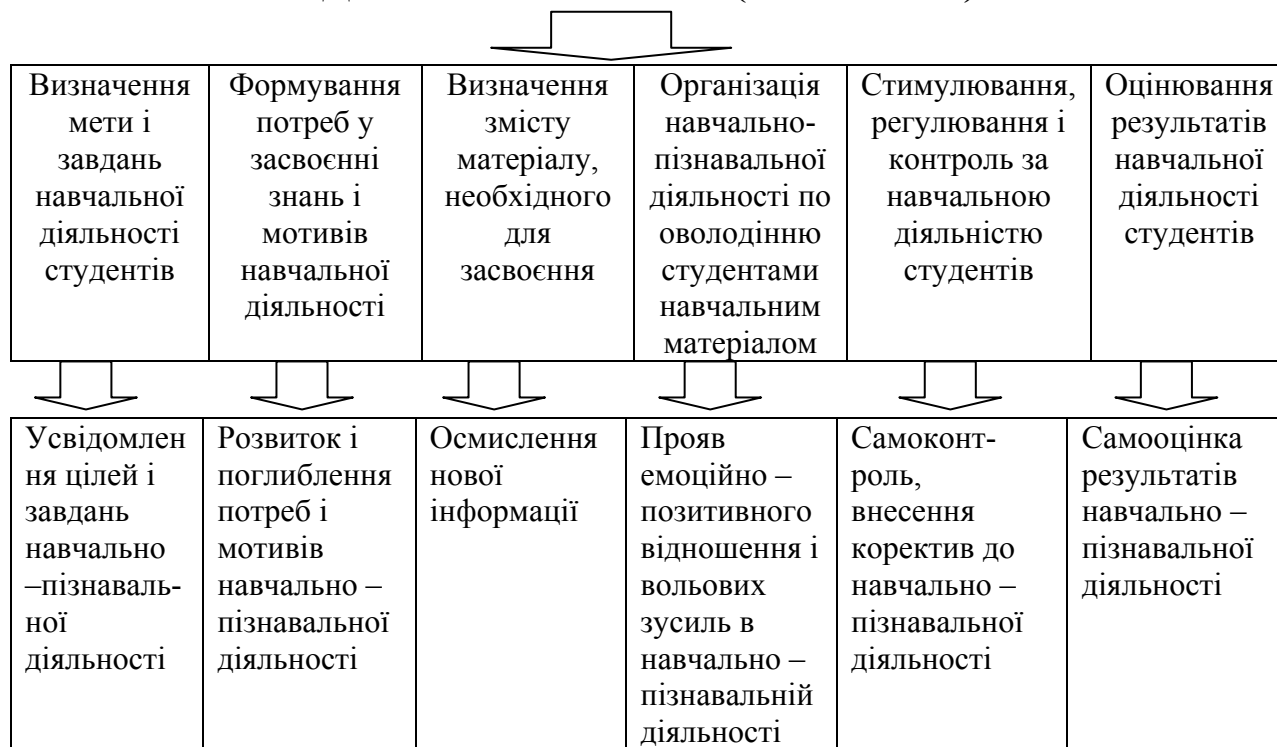 Визначення
мети і
завдань
навчальної
діяльності
студентів
Формування
потреб у
засвоєнні
знань і
мотивів
навчальної
діяльності
Визначення
змісту
матеріалу,
необхідного
для
засвоєння
Організація
навчально-
пізнавальної
діяльності по
оволодінню
студентами
навчальним
матеріалом
Стимулювання,
регулювання і
контроль за
навчальною
діяльністю
студентів
Оцінювання
результатів
навчальної
діяльності
студентів
Усвідомлен
ня цілей і
завдань
навчально
–пізнаваль-
ної
діяльності
Розвиток і
поглиблення
потреб і
мотивів
навчально –
пізнавальної
діяльності
Осмислення
нової
інформації
Прояв
емоційно –
позитивного
відношення і
вольових
зусиль в
навчально –
пізнавальній
діяльності
Самоконт-
роль,
внесення
коректив до
навчально –
пізнавальної
діяльності
Самооцінка
результатів
навчально –
пізнавальної
діяльності